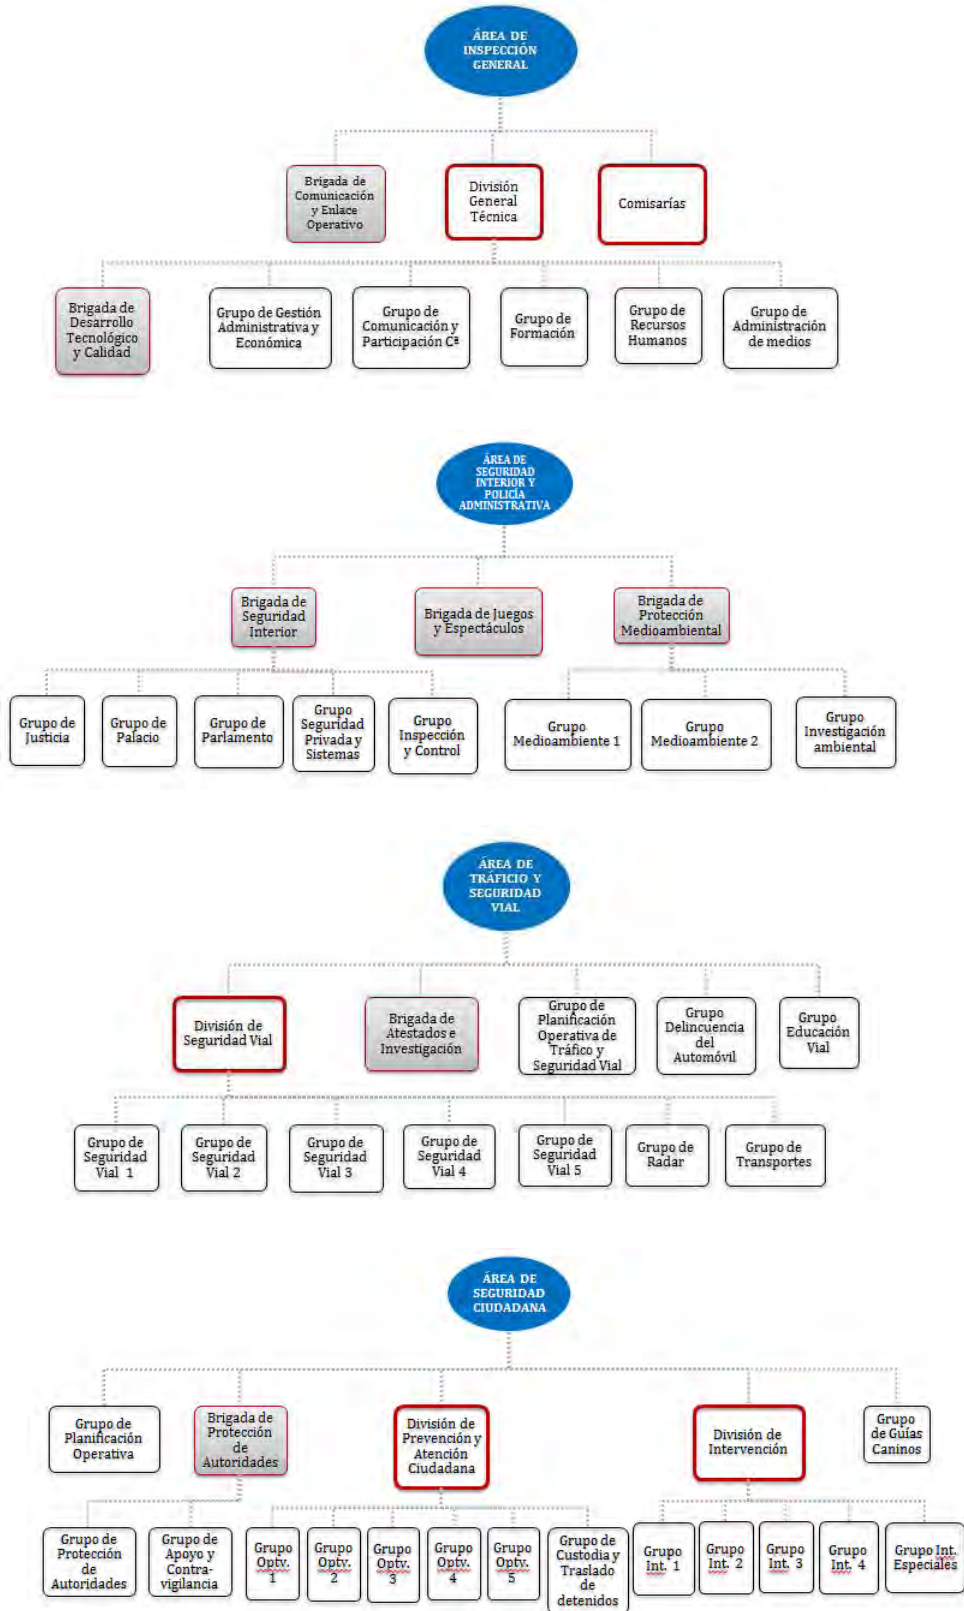 ÁREA DE
INSPECCIÓN
GENERAL
Brigada de
Comunicación
y Enlace
Operativo
División
General
Técnica
Comisarías
Brigada de
Desarrollo
Tecnológico
y Calidad
Grupo de Gestión
Administrativa y
Económica
Grupo de
Comunicación y
Participación Cª
Grupo de
Formación
Grupo de
Recursos
Humanos
Grupo de
Administración
de medios
ÁREA DE
SEGURIDAD
INTERIOR Y
POLICÍA
ADMINISTRATIVA
Brigada de
Seguridad
Interior
Brigada de Juegos
y Espectáculos
Brigada de
Protección
Medioambiental
Grupo de
Justicia
Grupo de
Palacio
Grupo de
Parlamento
Grupo
Seguridad
Privada y
Sistemas
Grupo
Inspección
y Control
Grupo
Medioambiente 1
Grupo
Medioambiente 2
Grupo
Investigación
ambiental
ÁREA DE
TRÁFICIO Y
SEGURIDAD
VIAL
División de
Seguridad Vial
Brigada de
Atestados e
Investigación
Grupo de
Planificación
Operativa de
Tráfico y
Seguridad Vial
Grupo
Delincuencia
del
Automóvil
Grupo
Educación
Vial
Grupo de
Seguridad
Vial 1
Grupo de
Seguridad
Vial 2
Grupo de
Seguridad
Vial 3
Grupo de
Seguridad
Vial 4
Grupo de
Seguridad
Vial 5
Grupo de
Radar
Grupo de
Transportes
ÁREA DE
SEGURIDAD
CIUDADANA
Grupo de
Planificación
Operativa
Brigada de
Protección
de
Autoridades
División de
Prevención y
Atención
Ciudadana
División de
Intervención
Grupo
de Guías
Caninos
Grupo de
Protección
de
Autoridades
Grupo de
Apoyo y
Contra-
vigilancia
Grupo
Optv.
1
Grupo
Optv.
2
Grupo
Optv.
3
Grupo
Optv.
4
Grupo
Optv.
5
Grupo de
Custodia y
Traslado
de
detenidos
Grupo
Int. 1
Grupo
Int. 2
Grupo
Int. 3
Grupo
Int. 4
Grupo Int.
Especiales